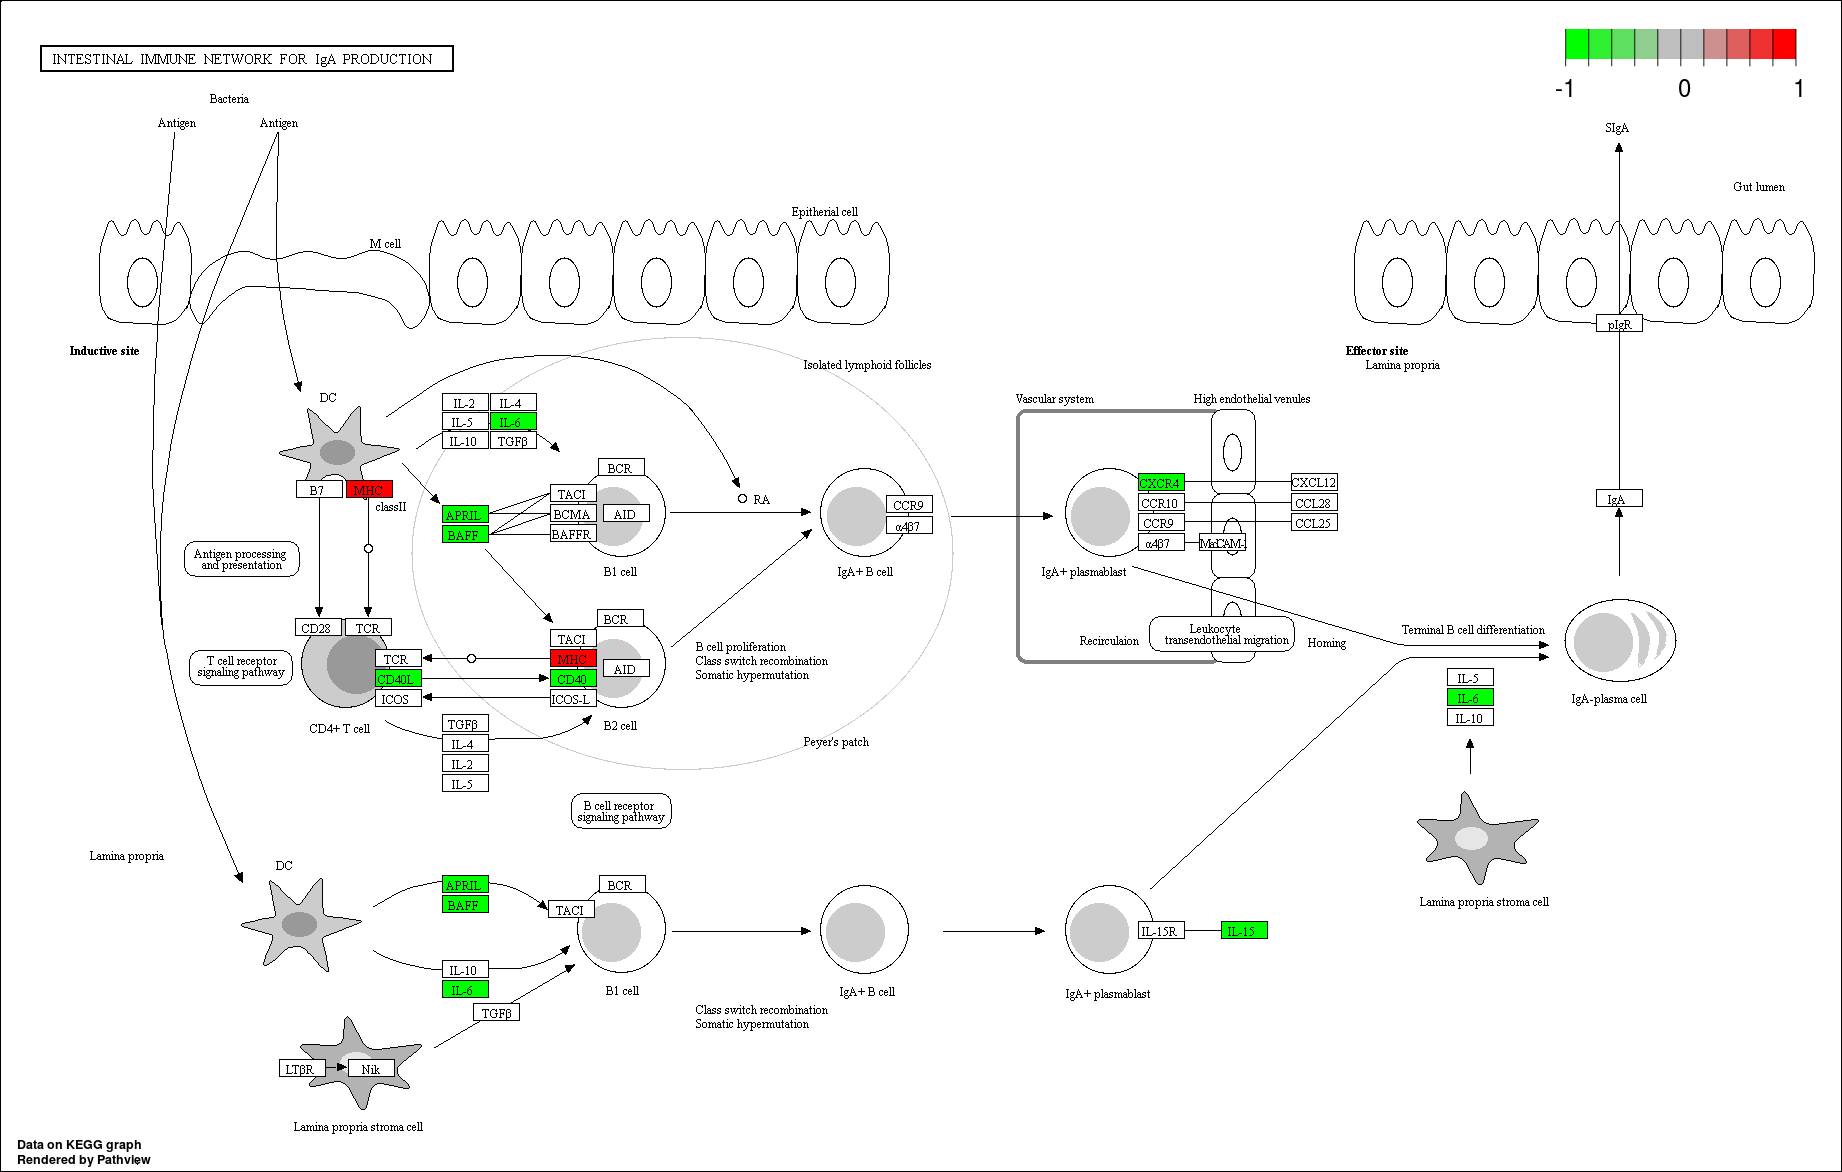 INTESTINAL IMMUNE NETWORK FOR IgA PRODUCTION
-1 0 1
Bacteria
Antigen
Antigen
SIgA
Gut lumen
Epitherial cell
M cell
pIgR
Inductive site
Effector site
Lamina propria
Isolated lymphoid follicles
DC
IL-2
IL-4
IL-5
IL-6
IL-10
TGFβ
Vascular system
High endothelial venules
B7
MHC
classII
BCR
TACI
BCMA
BAFFR
AID
APRIL
BAFF
RA
CCR9
α4β7
CXCR4
CCR10
CCR9
α4β7
CXCL12
CCL28
CCL25
IgA
Antigen processing
and presentation
B1 cell
IgA+ B cell
IgA+ plasmablast
CD28
TCR
TCR
CD40L
ICOS
T cell receptor
signaling pathway
BCR
TACI
MHC
CD40
ICOS-L
AID
B cell proliferation
Class switch recombination
Somatic hypermutation
Recirculaion
Leukocyte
transendothelial migration
Homing
Terminal B cell differentiation
IL-5
IL-6
IL-10
IgA-plasma cell
CD4+ T cell
TGFβ
IL-4
IL-2
IL-5
B2 cell
Peyer's patch
B cell receptor
signaling pathway
Lamina propria
DC
APRIL
BAFF
BCR
TACI
IL-15R
IL-15
Lamina propria stroma cell
IL-10
IL-6
TGFβ
B1 cell
IgA+ B cell
IgA+ plasmablast
Class switch recombination
Somatic hypermutation
LTβR
Nik
Lamina propria stroma cell
Data on KEGG graph
Rendered by Pathview